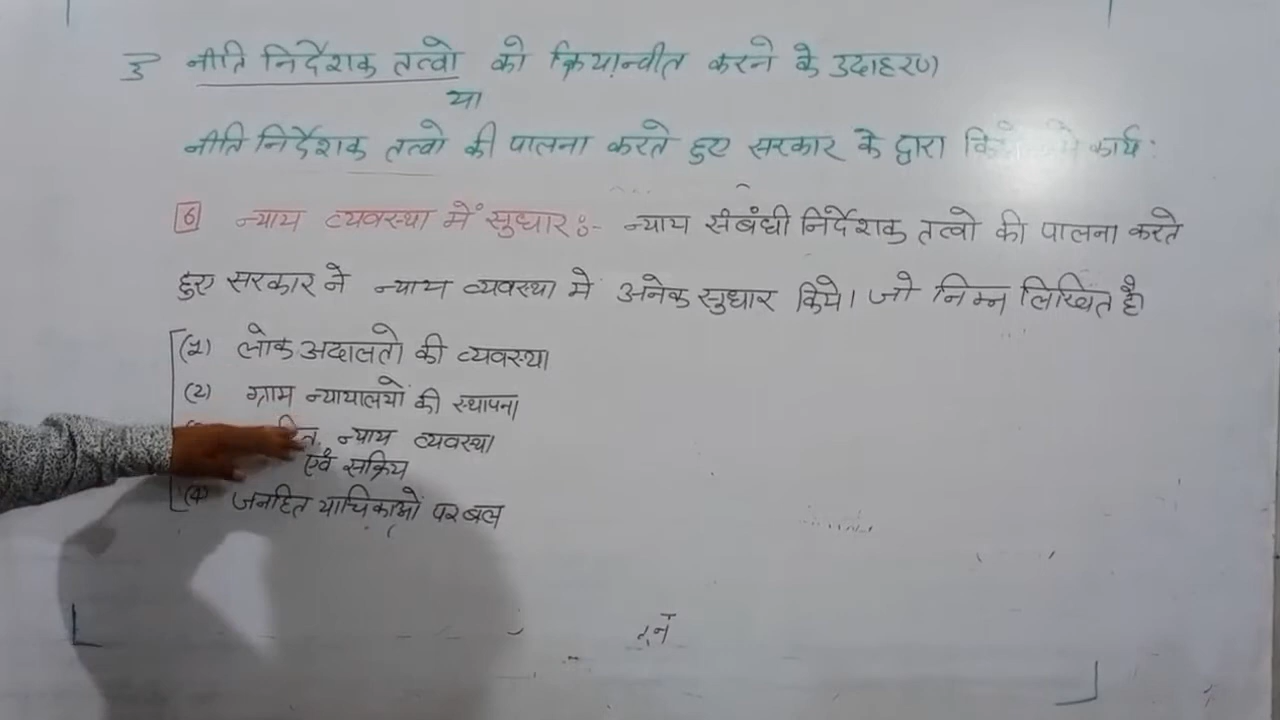 3 नीति निर्देशक तत्वो को क्रियान्वीत करने के उदाहरण
या
नीति निर्देशक तत्वो की पालना करते हुए सरकार के द्वारा कार्य:
6 न्याय व्यवस्था में सुधार :- न्याय संबंधी निर्देशक तत्वो की पालना करते
हुए सरकार ने न्याय व्यवस्था मे अनेक सुधार किये। जो निम्न लिखित है।
(1) लोक अदालतो की व्यवस्था
(2) ग्राम न्यायालयों की स्थापना
न्याय व्यवस्था
एवं सक्रिय
(4) जनहित याचिकाओं पर बल